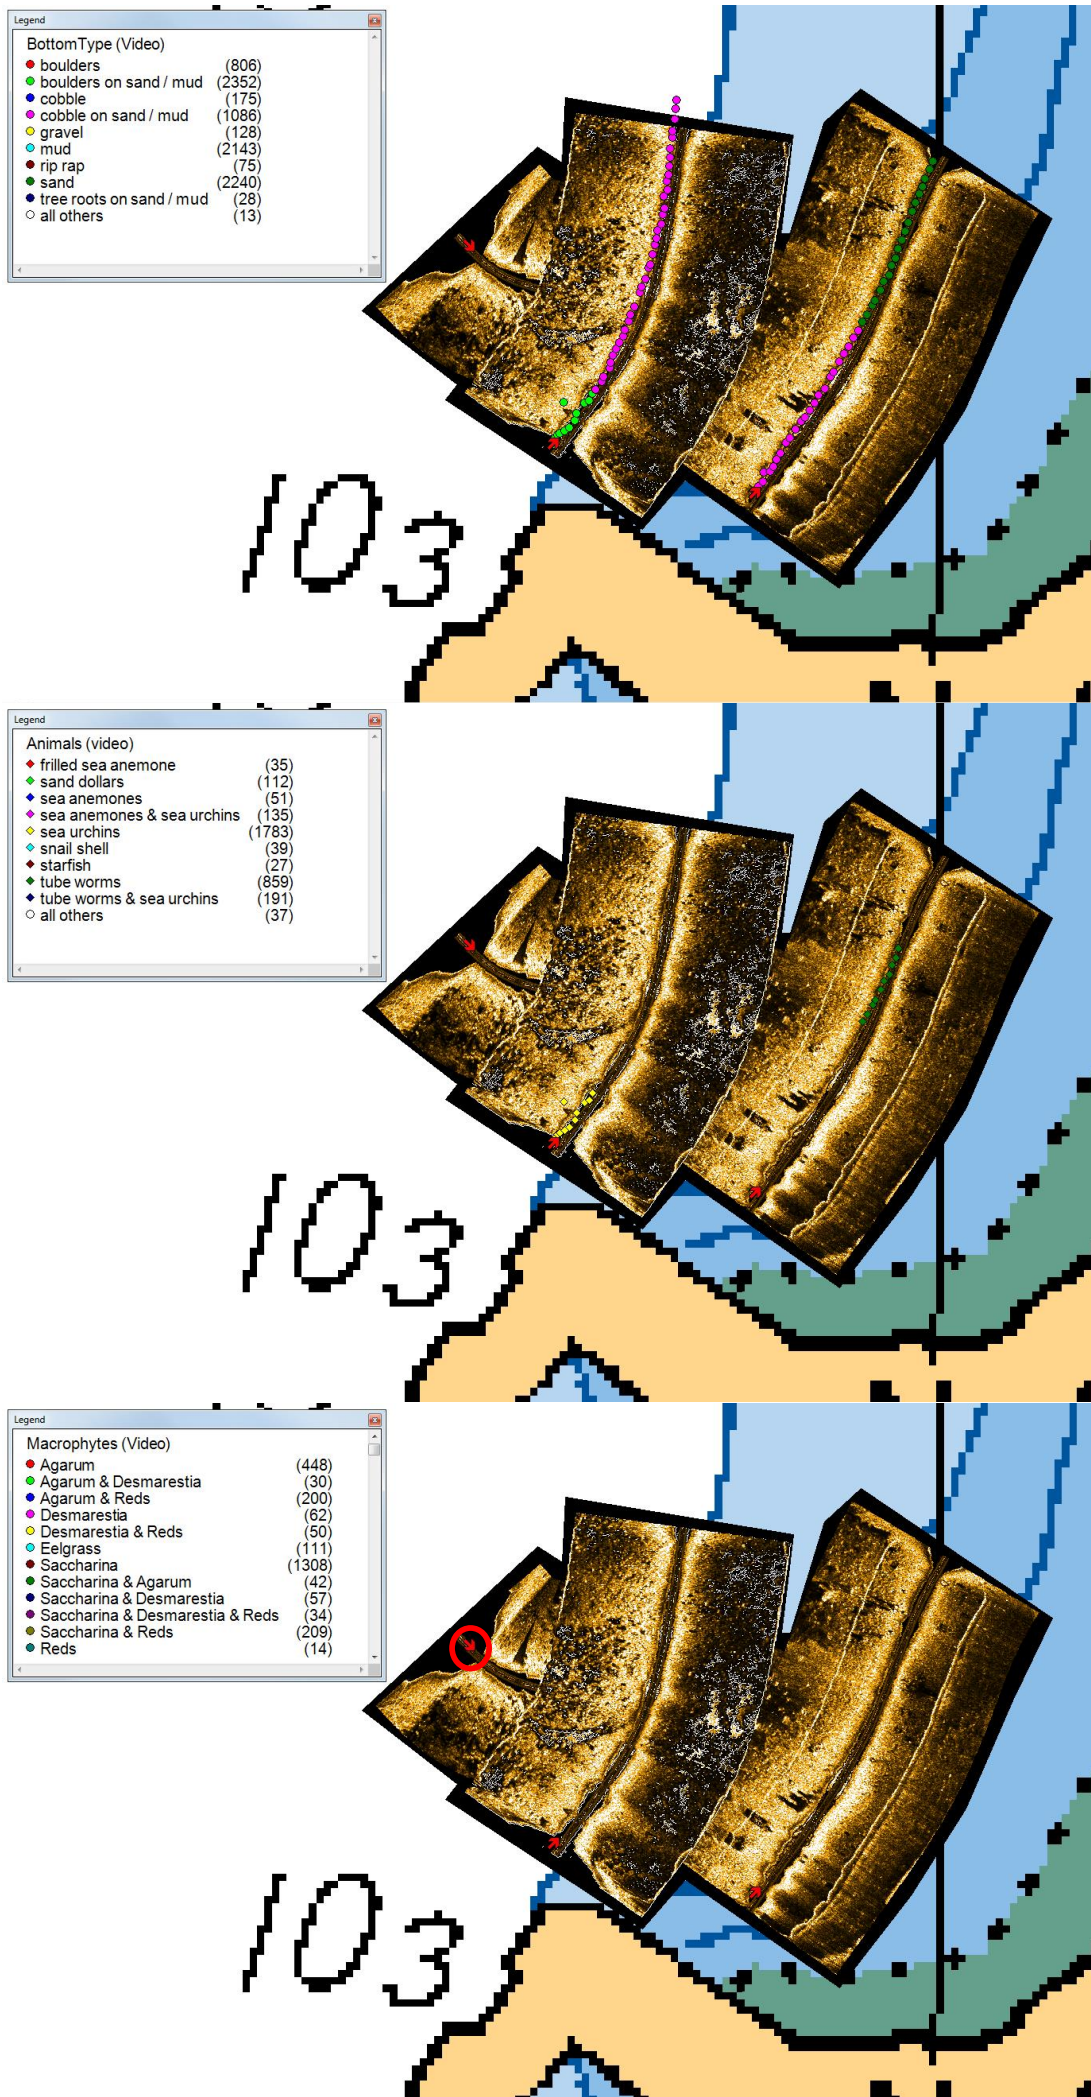 Legend
BottomType (Video)
boulders (806)
boulders on sand / mud (2352)
cobble (175)
cobble on sand / mud (1086)
gravel (128)
mud (2143)
rip rap (75)
sand (2240)
tree roots on sand / mud (28)
all others (13)
103
Legend
Animals (video)
frilled sea anemone (35)
sand dollars (112)
sea anemones (51)
sea anemones & sea urchins (135)
sea urchins (1783)
snail shell (39)
starfish (27)
tube worms (859)
tube worms & sea urchins (191)
all others (37)
103
Legend
Macrophytes (Video)
Agarum (448)
Agarum & Desmarestia (30)
Agarum & Reds (200)
Desmarestia (62)
Desmarestia & Reds (50)
Eelgrass (111)
Saccharina (1308)
Saccharina & Agarum (42)
Saccharina & Desmarestia (57)
Saccharina & Desmarestia & Reds (34)
Saccharina & Reds (209)
Reds (14)
103